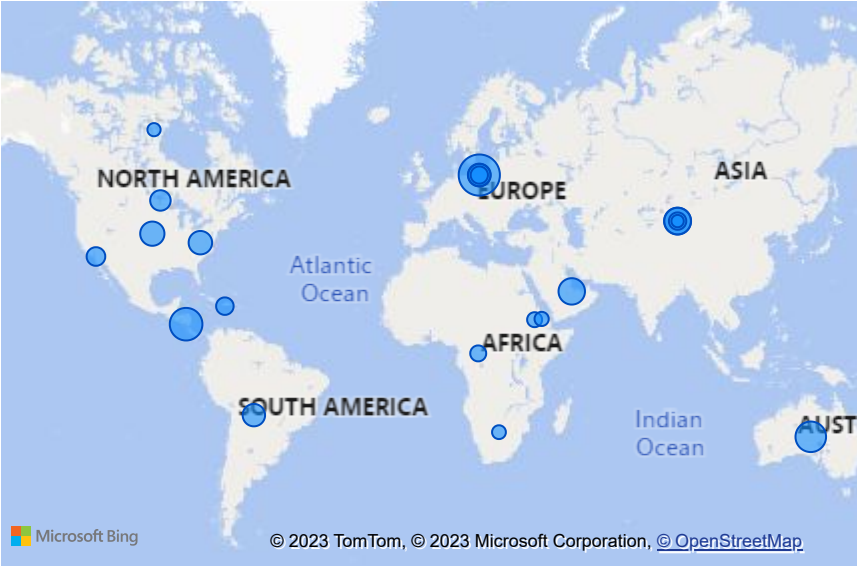 NORTH AMERICA
ASIA
EUROPE
Atlantic
Ocean
AFRICA
SOUTH AMERICA
Indian
Ocean
AUST
Microsoft Bing
© 2023 TomTom, © 2023 Microsoft Corporation, © OpenStreetMap